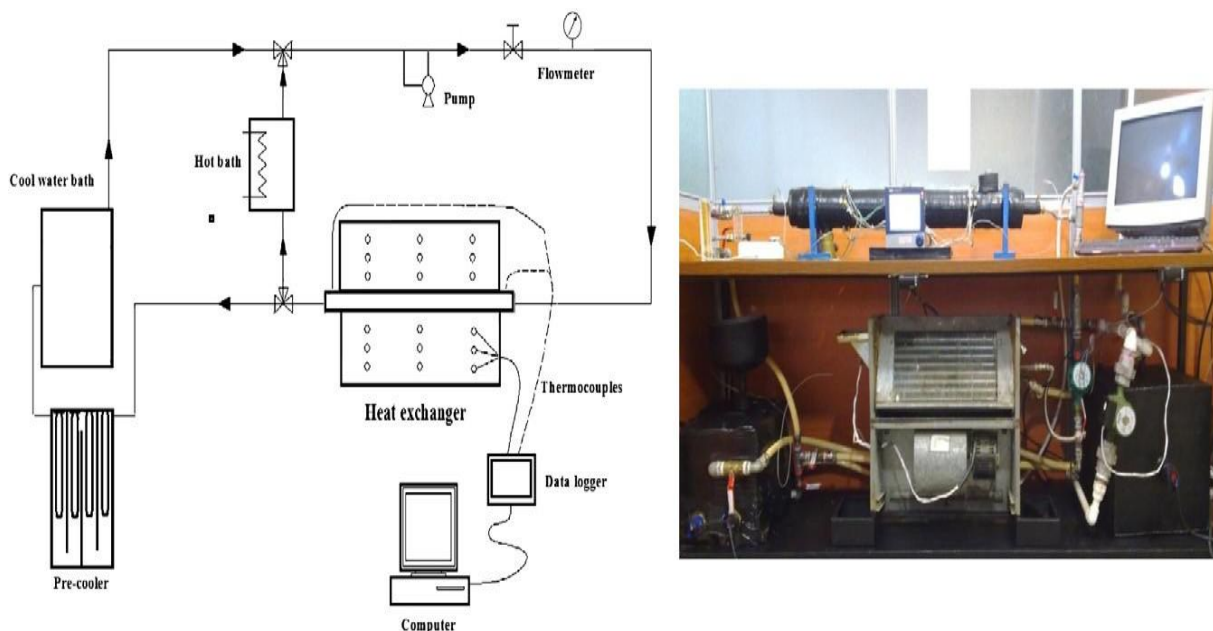 Flowmeter
Pump
Hot bath
Cool water bath
Thermocouples
Heat exchanger
Data logger
Pre-cooler
Computer